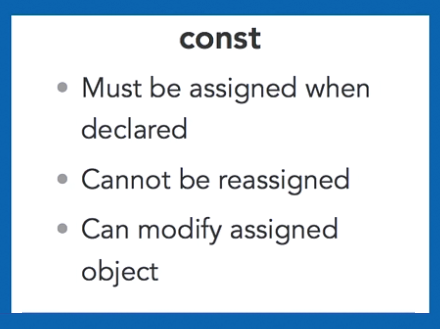 const
• Must be assigned when
declared
• Cannot be reassigned
• Can modify assigned
object